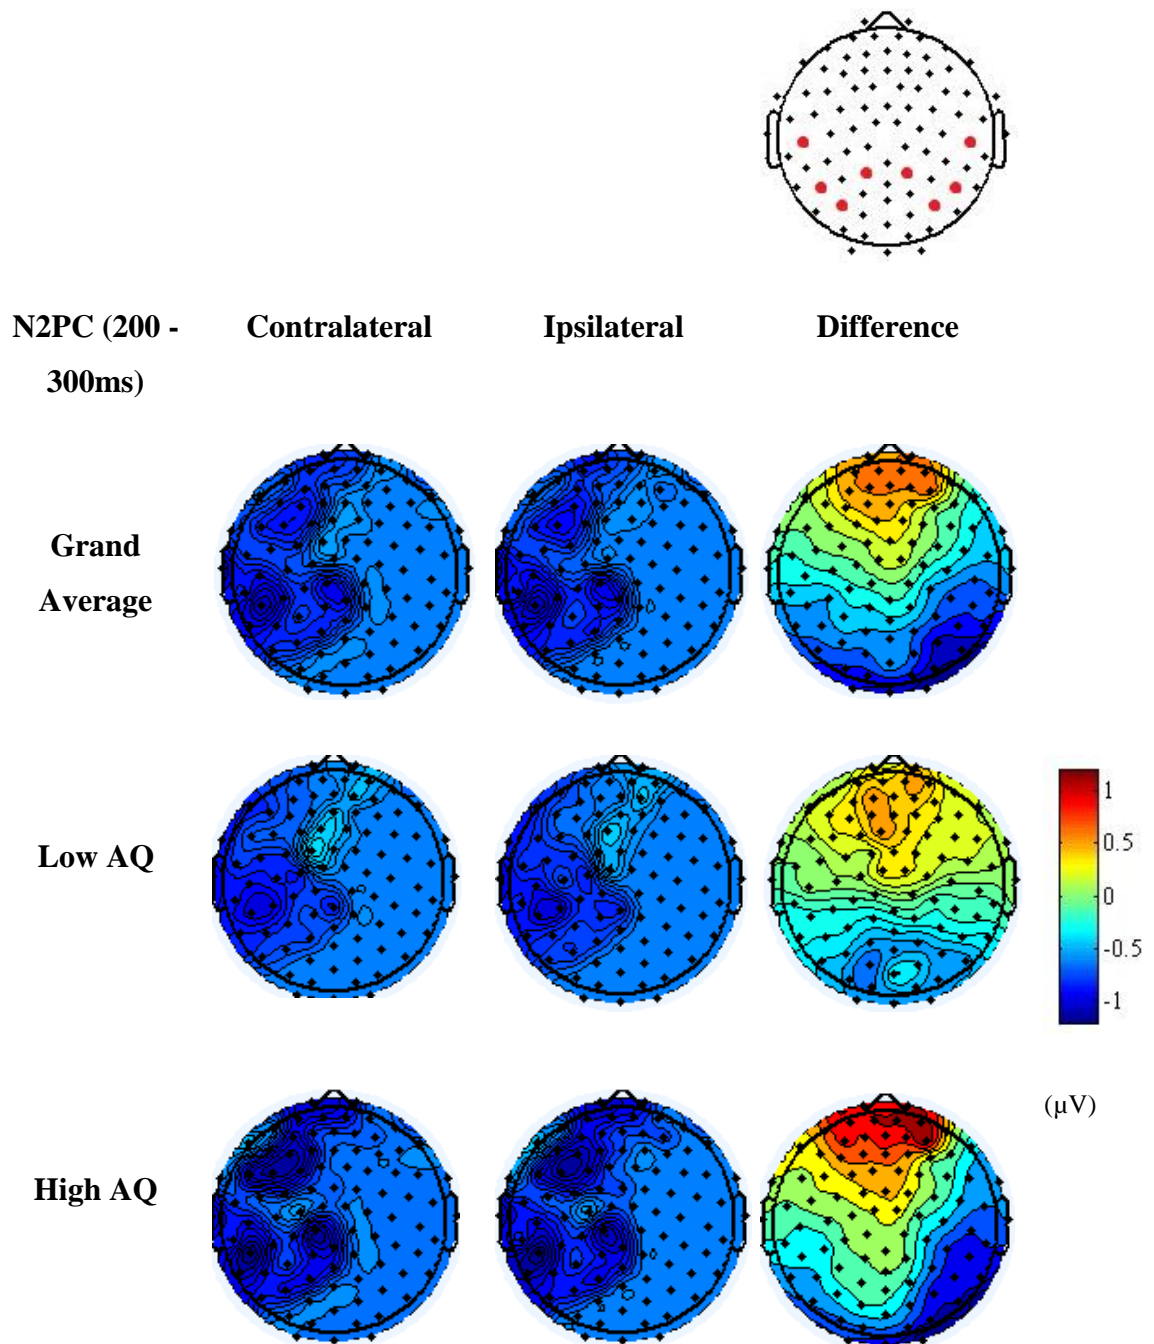 N2PC (200 - Contralateral Ipsilateral Difference
300ms)
Grand
Average
Low AQ
1
0.5
0
-0.5
-1
(µV)
High AQ